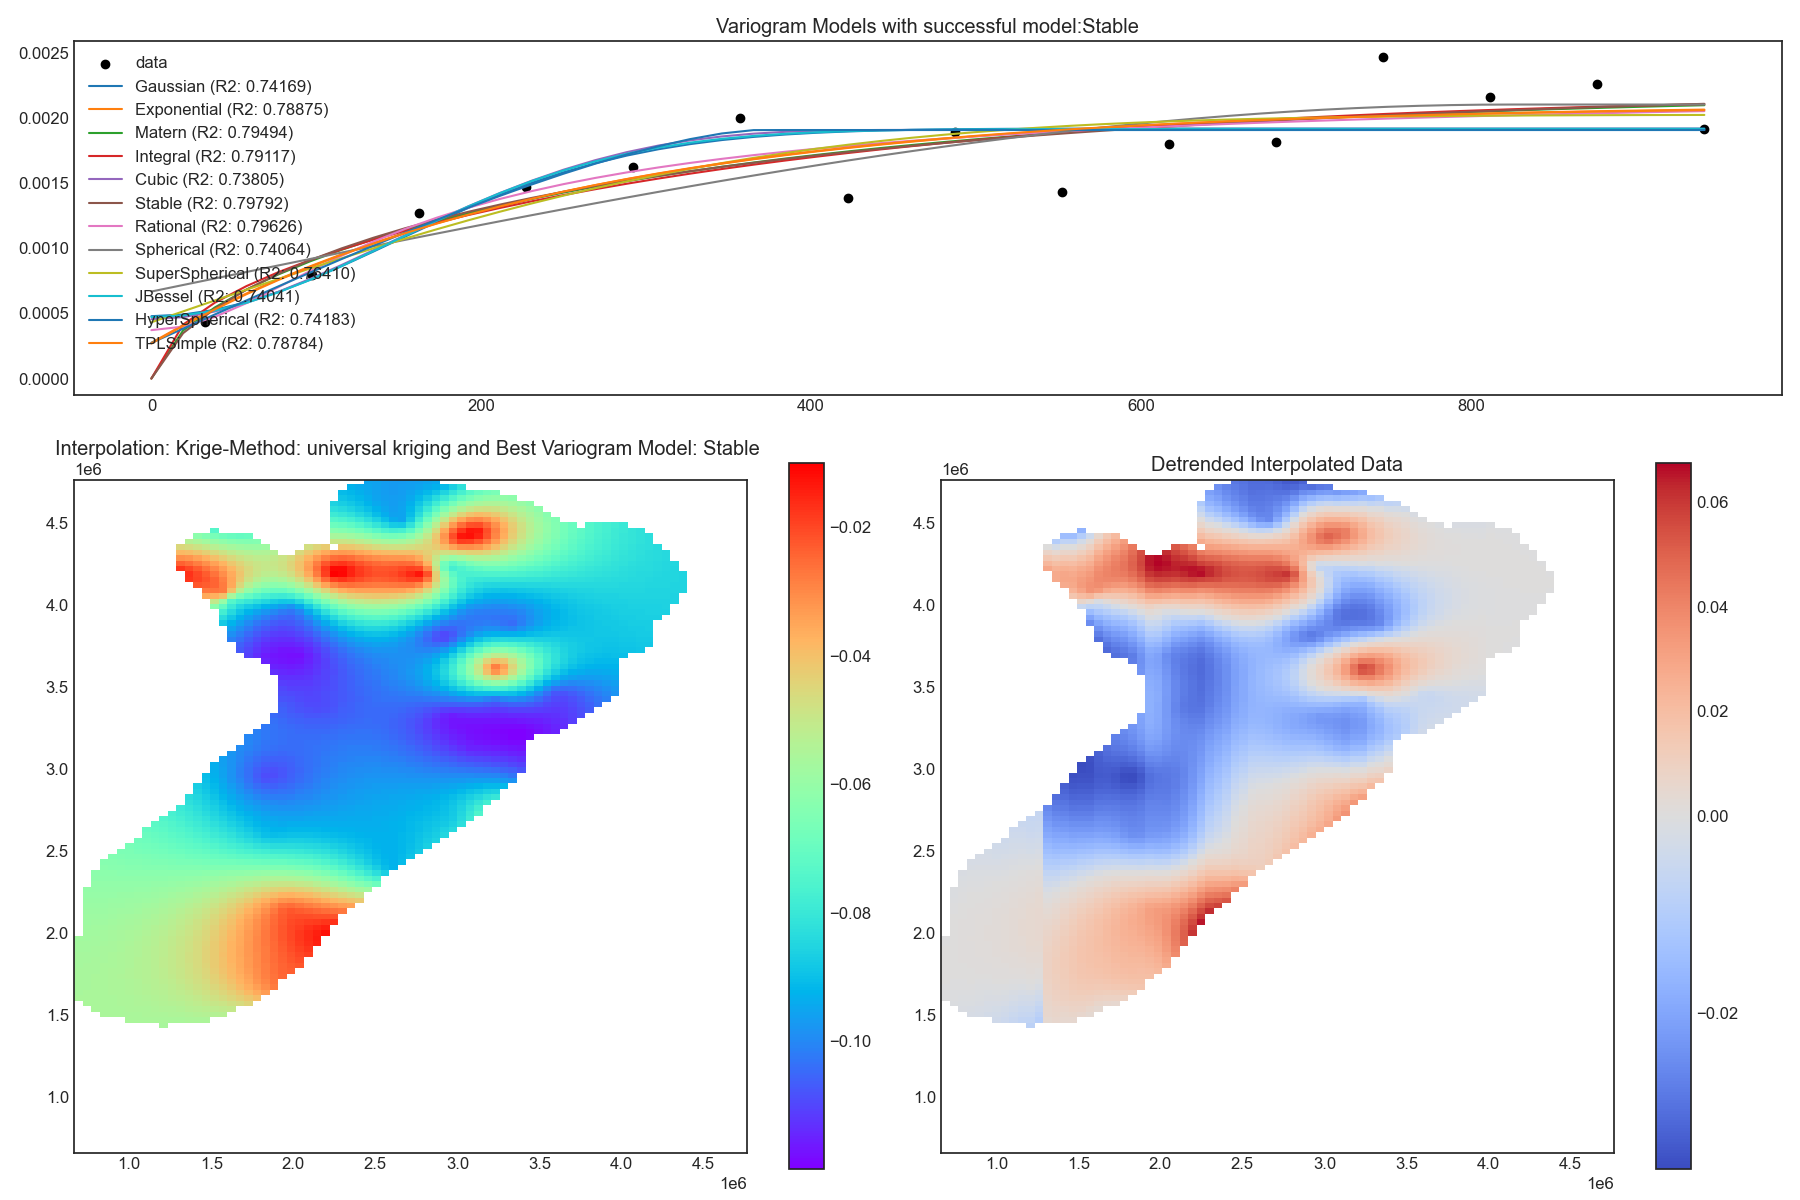 Variogram Models with successful model:Stable
0.0025
0.0020
0.0015
0.0010
0.0005
0.0000
data
Gaussian (R2: 0.74169)
Exponential (R2: 0.78875)
Matern (R2: 0.79494)
Integral (R2: 0.79117)
Cubic (R2: 0.73805)
Stable (R2: 0.79792)
Rational (R2: 0.79626)
Spherical (R2: 0.74064)
SuperSpherical (R2: 0.76410)
JBessel (R2: 0.74041)
HyperSpherical (R2: 0.74183)
TPLSimple (R2: 0.78784)
0 200 400 600 800
Interpolation: Krige-Method: universal kriging and Best Variogram Model: Stable
1e6
4.5
4.0
3.5
3.0
2.5
2.0
1.5
1.0
1.0 1.5 2.0 2.5 3.0 3.5 4.0 4.5
1e6
−0.02
−0.04
−0.06
−0.08
−0.10
Detrended Interpolated Data
1e6
4.5
4.0
3.5
3.0
2.5
2.0
1.5
1.0
1.0 1.5 2.0 2.5 3.0 3.5 4.0 4.5
1e6
0.06
0.04
0.02
0.00
−0.02